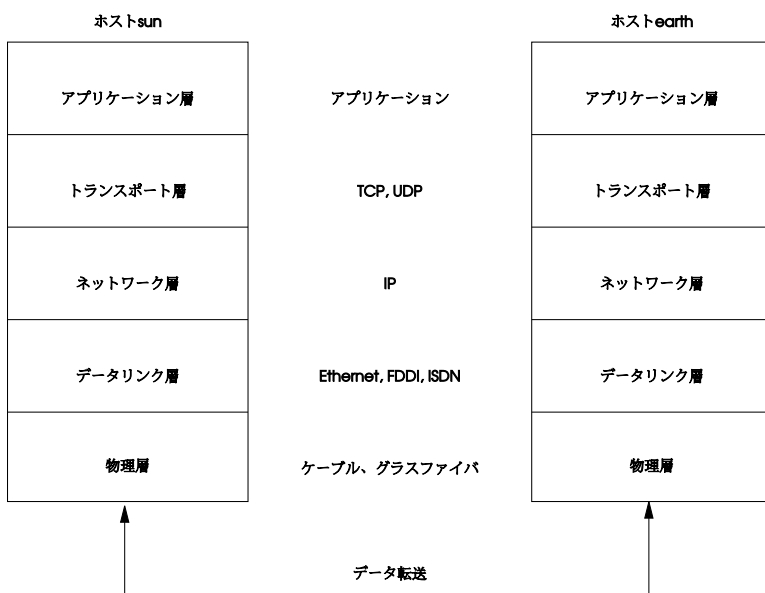 ホストsun
ホストearth
アプリケーション層
アプリケーション
アプリケーション層
トランスポート層
TCP, UDP
トランスポート層
ネットワーク層
IP
ネットワーク層
データリンク層
Ethernet, FDDI, ISDN
データリンク層
物理層
ケーブル、グラスファイバ
物理層
データ転送